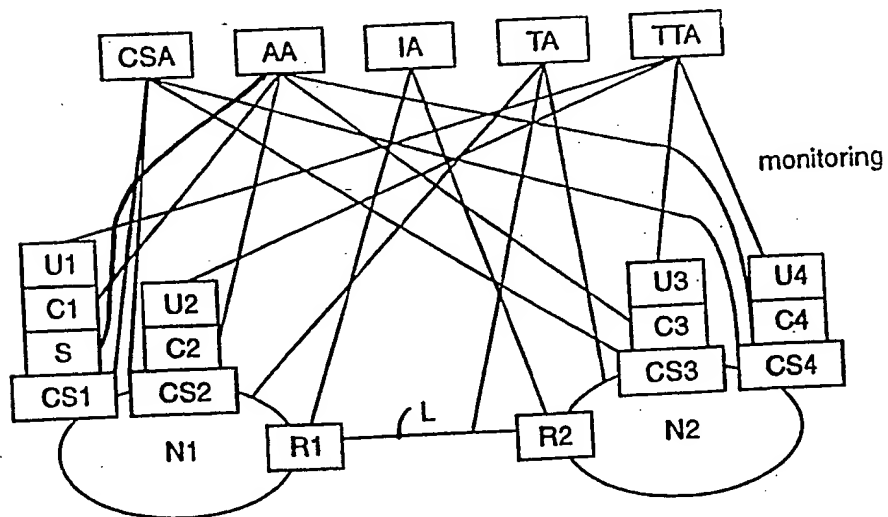 CSA AA IA TA TTA
monitoring
U1 U3 U4
C1 U2 C3 C4
S C2 CS3 CS4
CS1 CS2
L
N1 R1 R2 N2